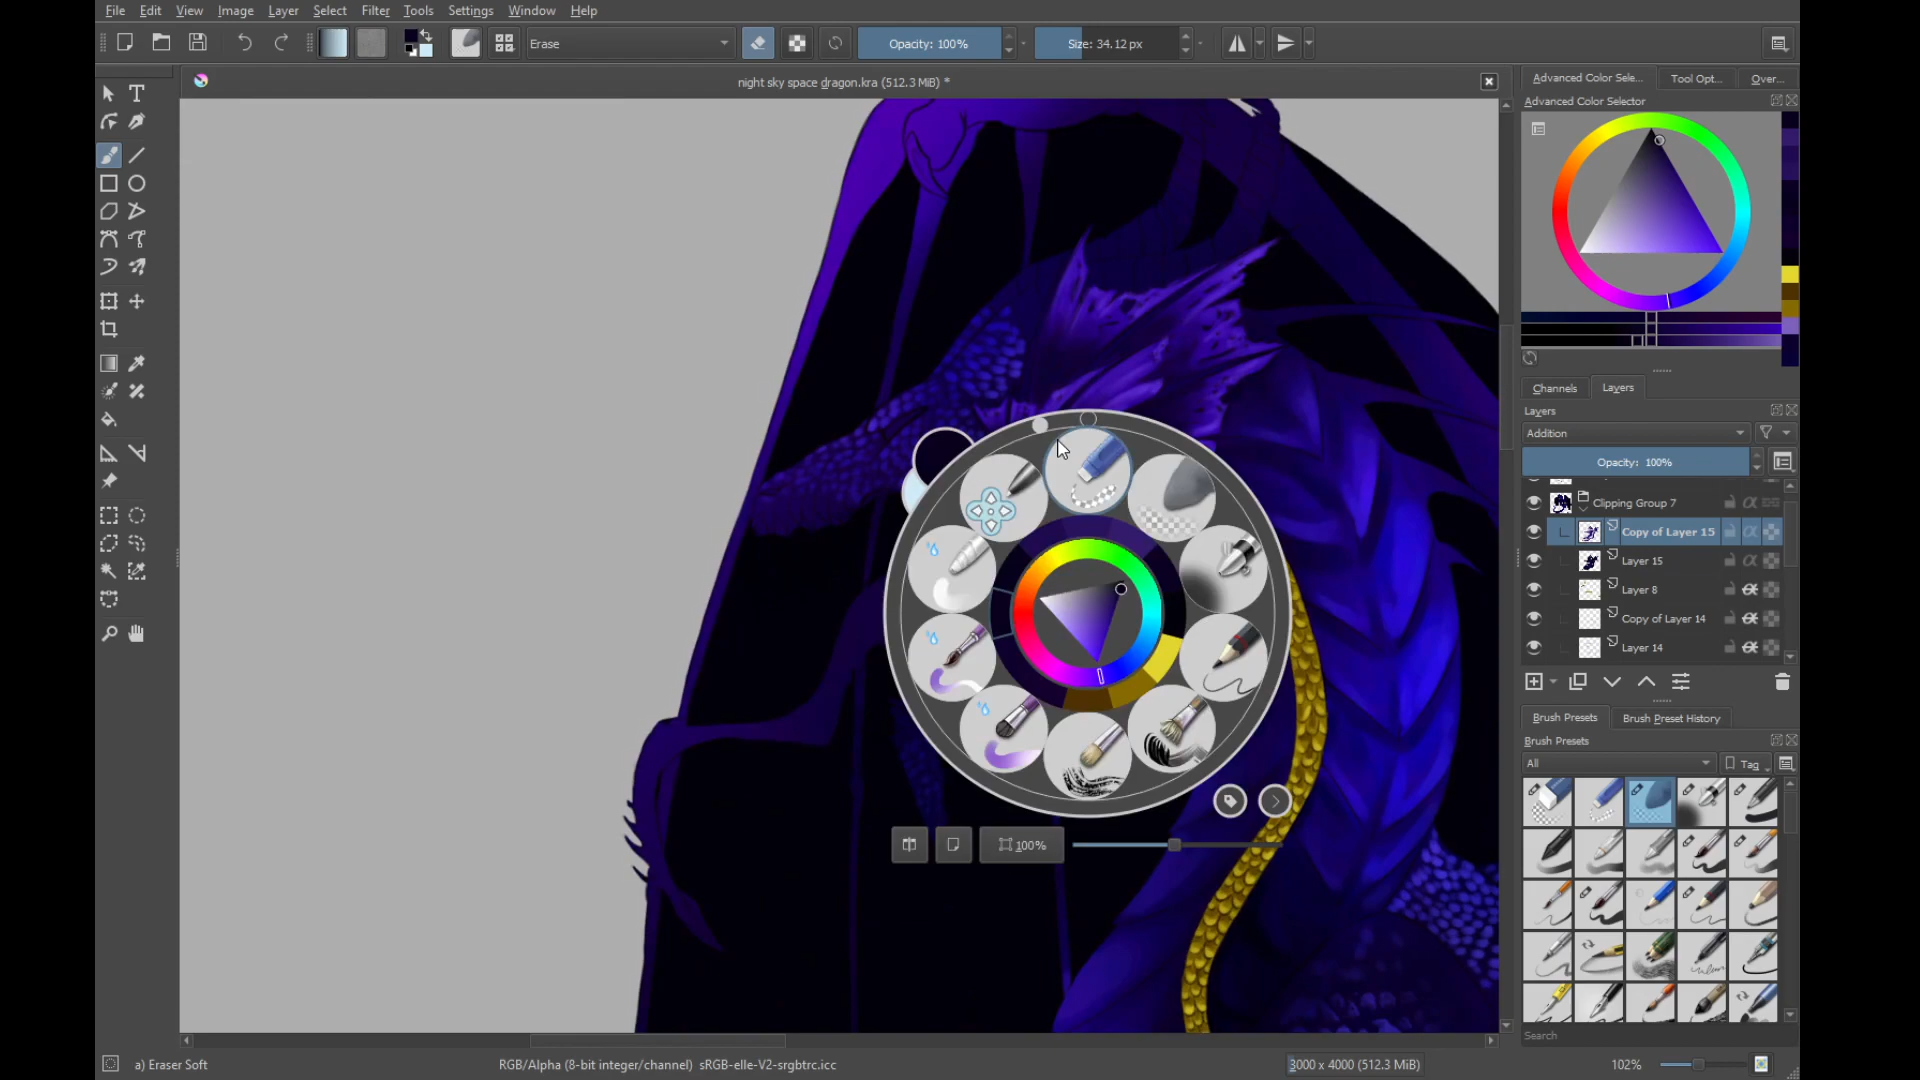 File Edit View Image Layer Select Filter Tools Settings Window Help
Erase
Opacity: 100%
Size: 34.12 px
night sky space dragon.kra (512.3 MiB) *
Advanced Color Sele...
Tool Opt...
Over...
Advanced Color Selector
Channels
Layers
Layers
Addition
Opacity: 100%
Clipping Group 7
Copy of Layer 15
Layer 15
Layer 8
Copy of Layer 14
Layer 14
Brush Presets
Brush Preset History
Brush Presets
All
Tag
100%
Search
a) Eraser Soft
RGB/Alpha (8-bit integer/channel) sRGB-elle-V2-srgbtrc.icc
3000 x 4000 (512.3 MiB)
102%